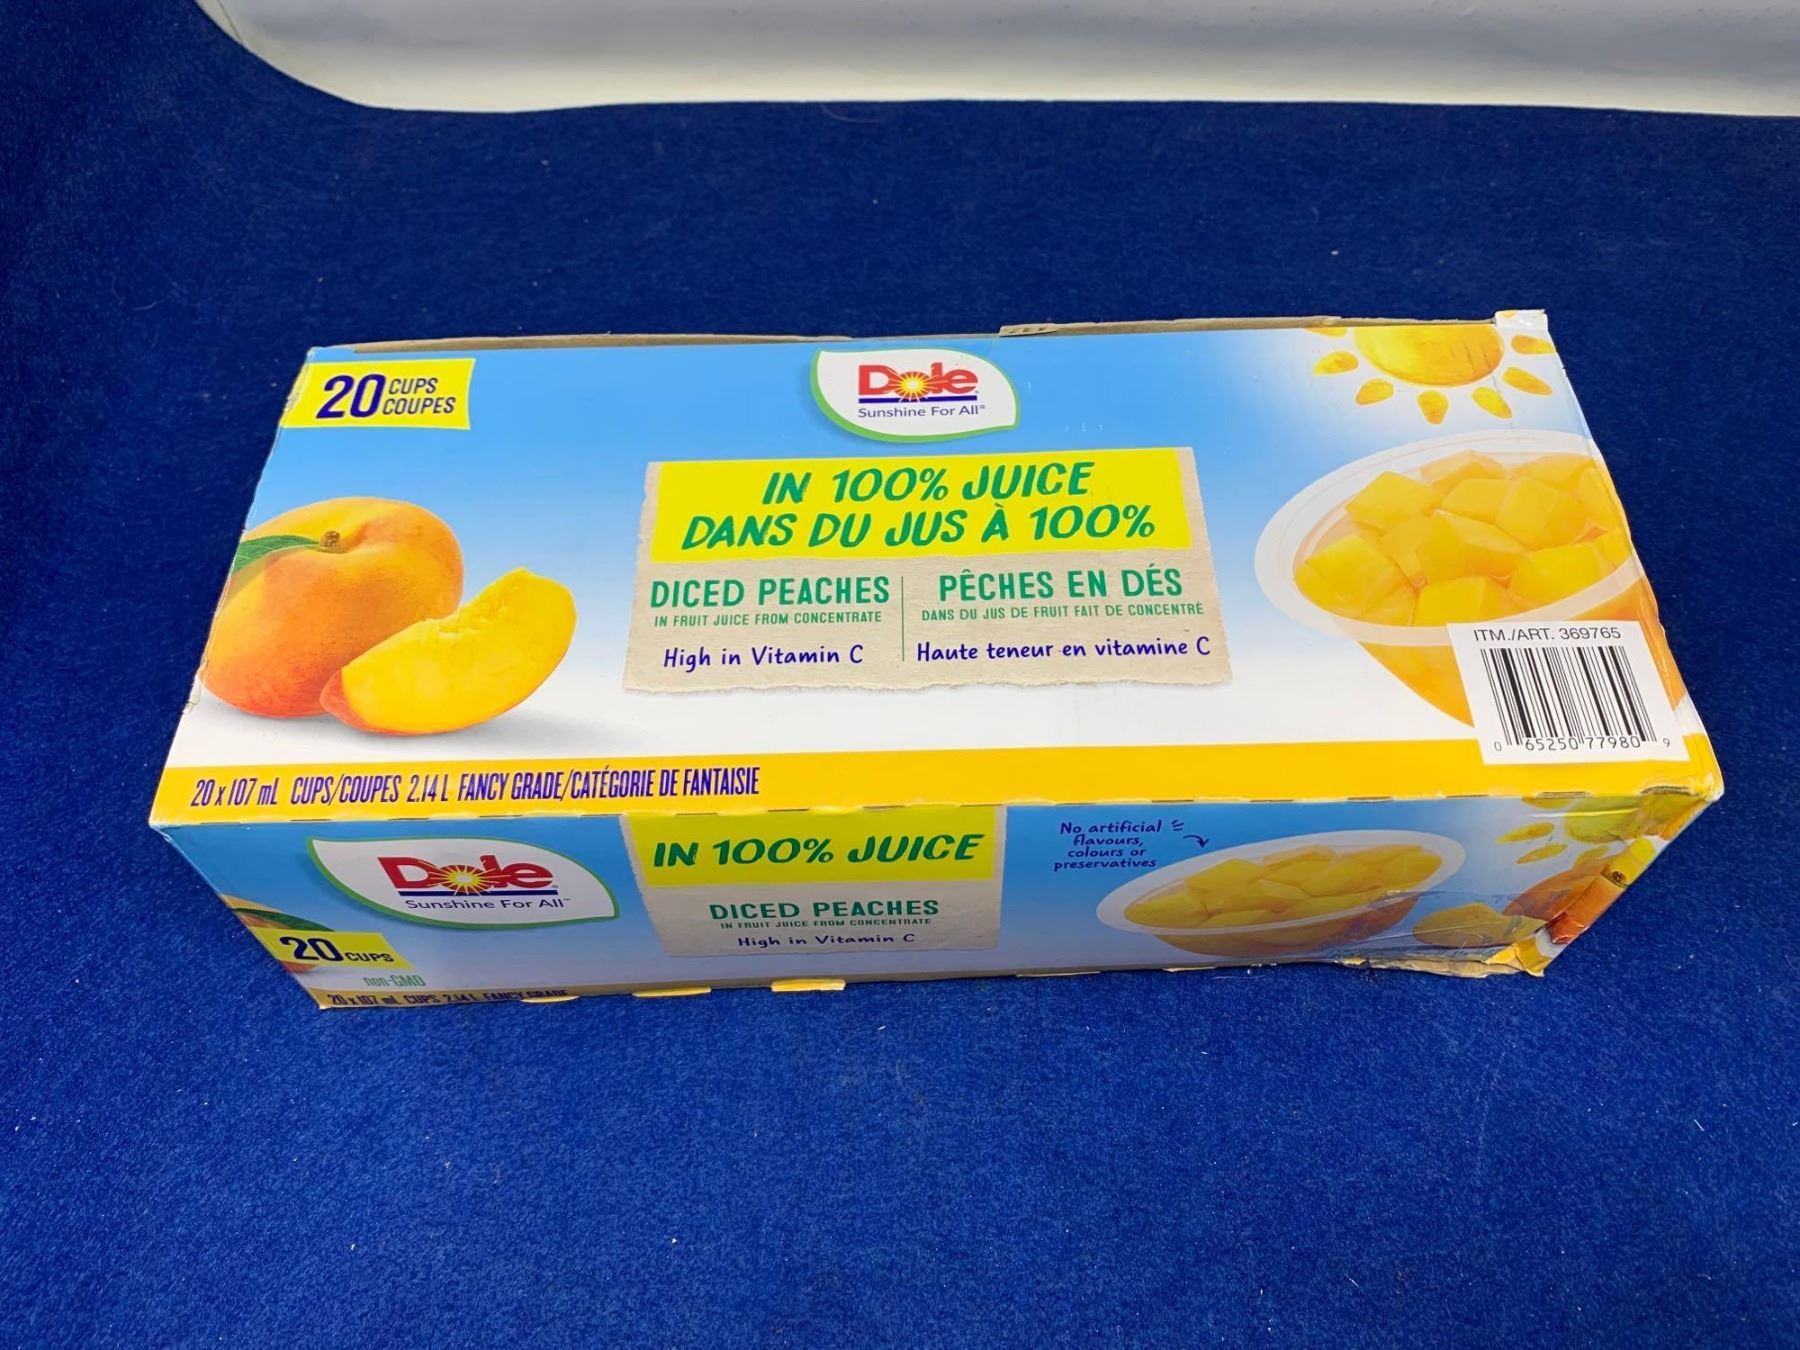 20 CUPS
COUPES
Dole
Sunshine For All®
IN 100% JUICE
DANS DU JUS À 100%
DICED PEACHES
IN FRUIT JUICE FROM CONCENTRATE
High in Vitamin C
PÊCHES EN DÉS
DANS DU JUS DE FRUIT FAIT DE CONCENTRÉ
Haute teneur en vitamine C
ITM./ART. 369765
0 65250 77980 9
20 x 107 mL CUPS/COUPES 2.14 L FANCY GRADE/CATÉGORIE DE FANTAISIE
Dole
Sunshine For All™
20 CUPS
non-GMO
20 x 107 mL CUPS 2.14 L FANCY GRADE
IN 100% JUICE
DICED PEACHES
IN FRUIT JUICE FROM CONCENTRATE
High in Vitamin C
No artificial
flavours,
colours or
preservatives